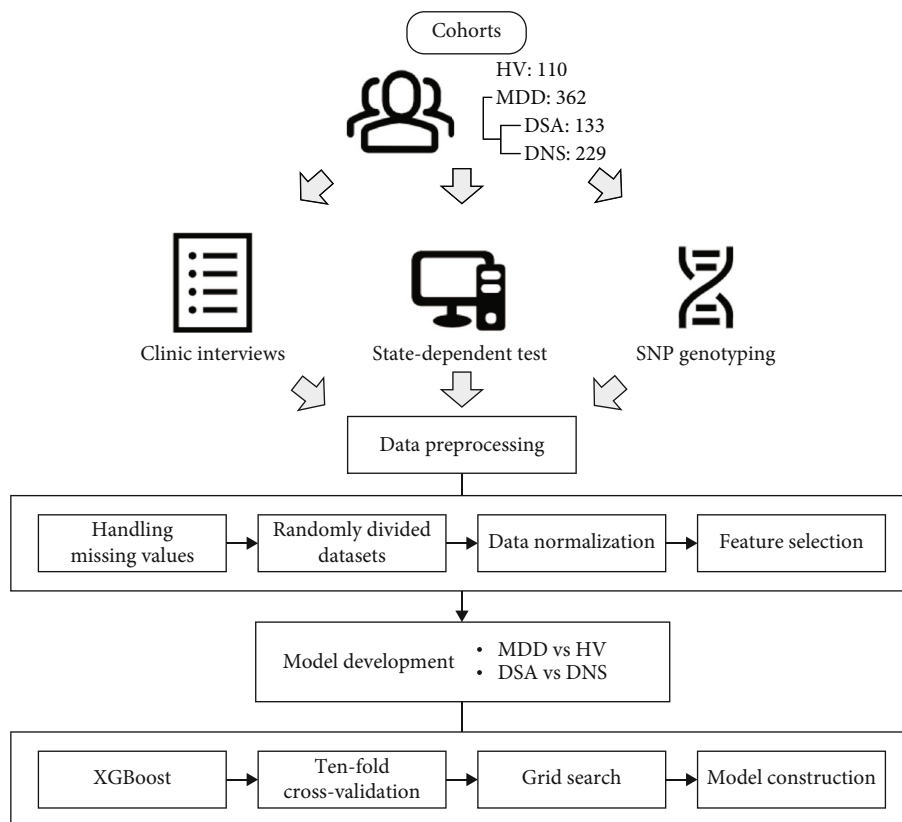 Cohorts
HV: 110
MDD: 362
DSA: 133
DNS: 229
Clinic interviews
State-dependent test
SNP genotyping
Data preprocessing
Handling
missing values
Randomly divided
datasets
Data normalization
Feature selection
Model development
• MDD vs HV
• DSA vs DNS
XGBoost
Ten-fold
cross-validation
Grid search
Model construction